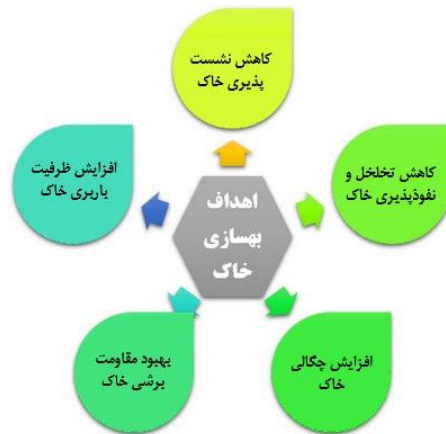 کاهش نشست
پذیری خاک
کاهش تخلخل و
نفوذپذیری خاک
افزایش ظرفیت
باربری خاک
اهداف
بهسازی
خاک
افزایش چگالی
خاک
بهبود مقاومت
برشی خاک